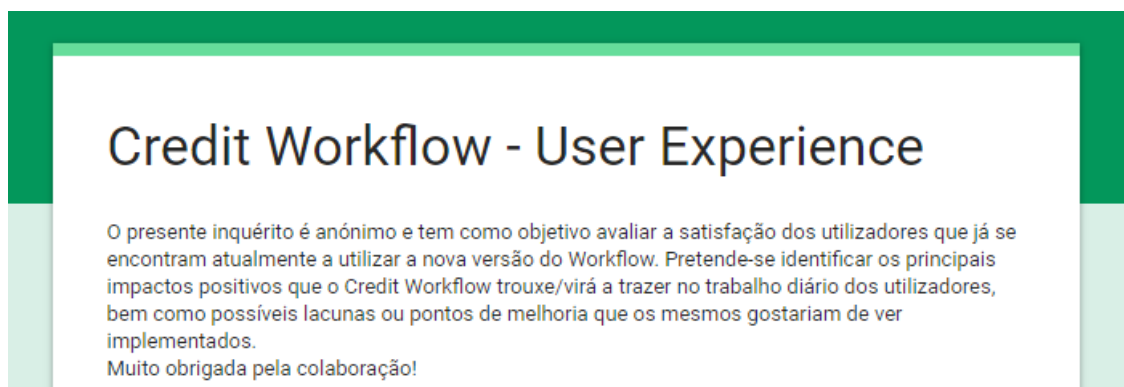 Credit Workflow - User Experience
O presente inquérito é anónimo e tem como objetivo avaliar a satisfação dos utilizadores que já se
encontram atualmente a utilizar a nova versão do Workflow. Pretende-se identificar os principais
impactos positivos que o Credit Workflow trouxe/virá a trazer no trabalho diário dos utilizadores,
bem como possíveis lacunas ou pontos de melhoria que os mesmos gostariam de ver
implementados.
Muito obrigada pela colaboração!